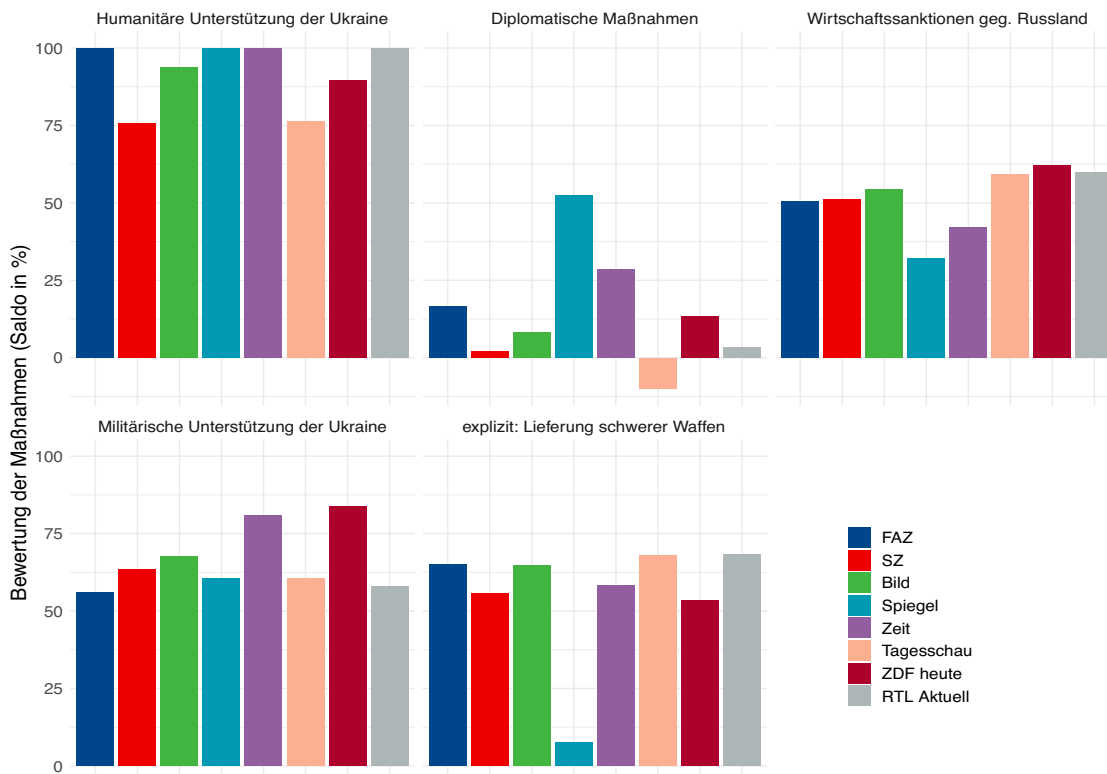 Humanitäre Unterstützung der Ukraine
Diplomatische Maßnahmen
Wirtschaftssanktionen geg. Russland
100
75
50
25
0
Militärische Unterstützung der Ukraine
explizit: Lieferung schwerer Waffen
100
75
50
25
0
Bewertung der Maßnahmen (Saldo in %)
FAZ
SZ
Bild
Spiegel
Zeit
Tagesschau
ZDF heute
RTL Aktuell